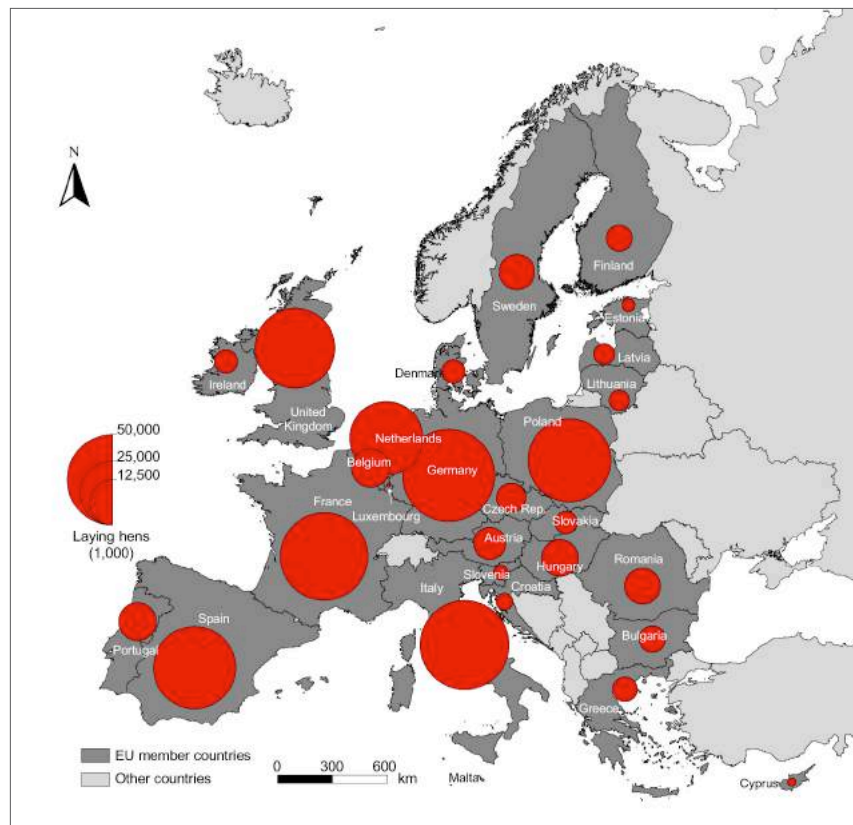 N
Finland
Sweden
Estonia
Latvia
Denmark
Lithuania
Ireland
United
Kingdom
Poland
Netherlands
Belgium
Germany
50,000
25,000
12,500
Laying hens
(1,000)
France
Luxembourg
Czech Rep.
Slovakia
Austria
Hungary
Romania
Slovenia
Croatia
Italy
Spain
Portugal
Bulgaria
Greece
EU member countries
Other countries
0 300 600
km
Malta
Cyprus